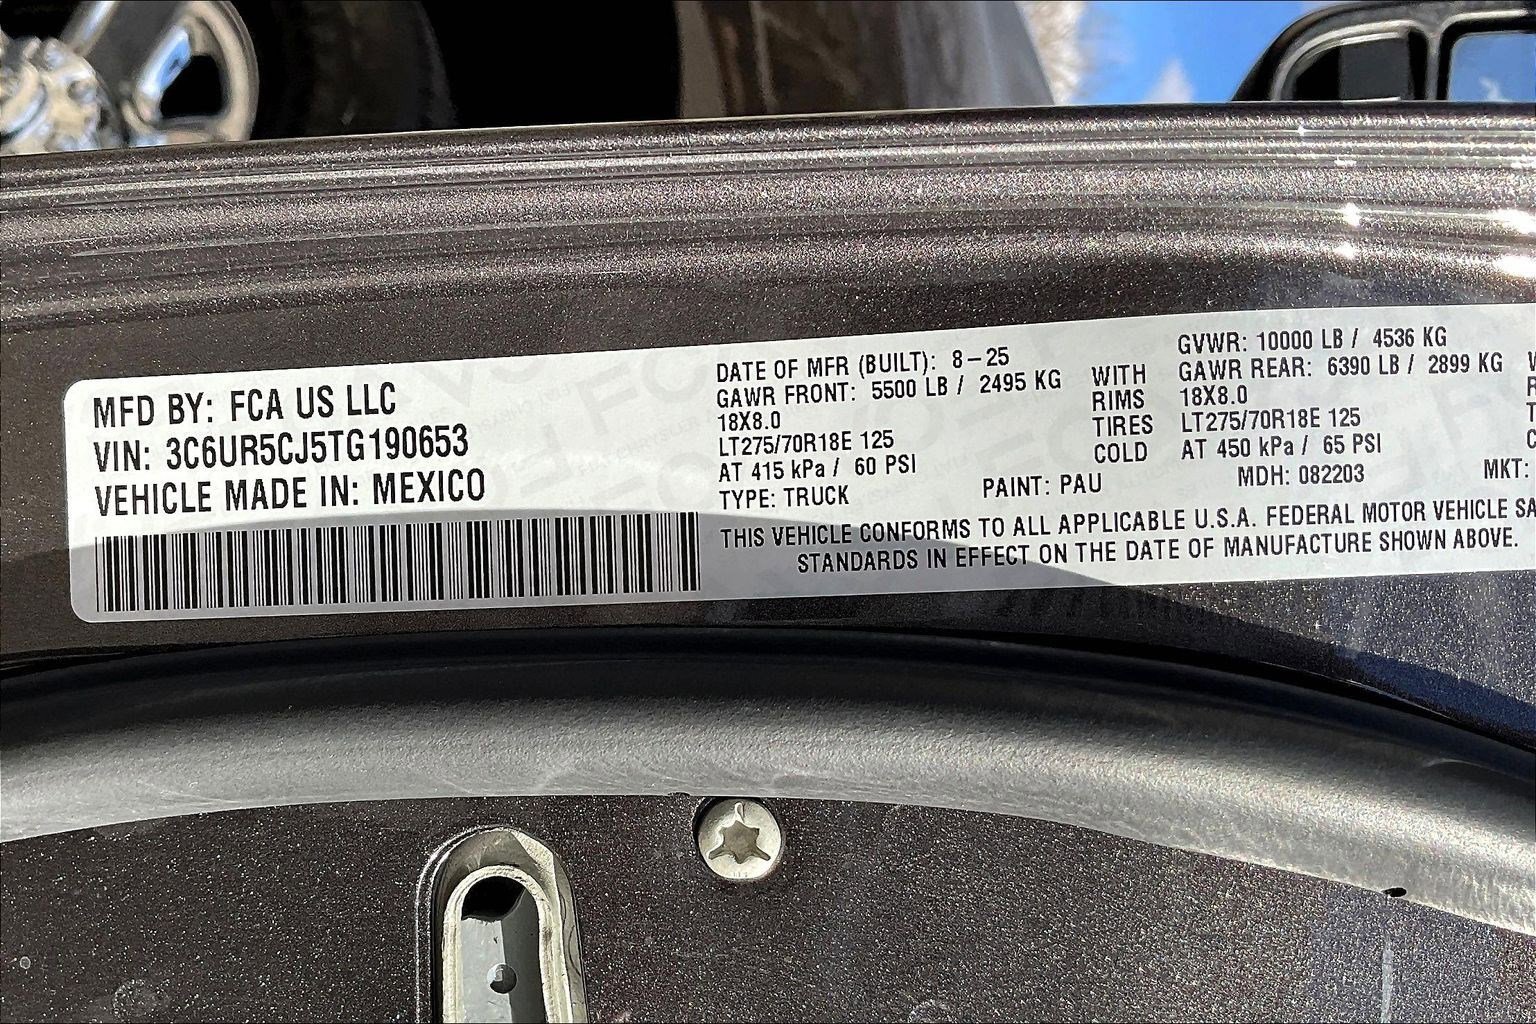 MFD BY: FCA US LLC
VIN: 3C6UR5CJ5TG190653
VEHICLE MADE IN: MEXICO
DATE OF MFR (BUILT): 8-25
GAWR FRONT: 5500 LB / 2495 KG
18X8.0
LT275/70R18E 125
AT 415 kPa / 60 PSI
TYPE: TRUCK
WITH
RIMS
TIRES
COLD
GVWR: 10000 LB / 4536 KG
GAWR REAR: 6390 LB / 2899 KG
18X8.0
LT275/70R18E 125
AT 450 kPa / 65 PSI
PAINT: PAU
MDH: 082203
MKT:
THIS VEHICLE CONFORMS TO ALL APPLICABLE U.S.A. FEDERAL MOTOR VEHICLE SA
STANDARDS IN EFFECT ON THE DATE OF MANUFACTURE SHOWN ABOVE.